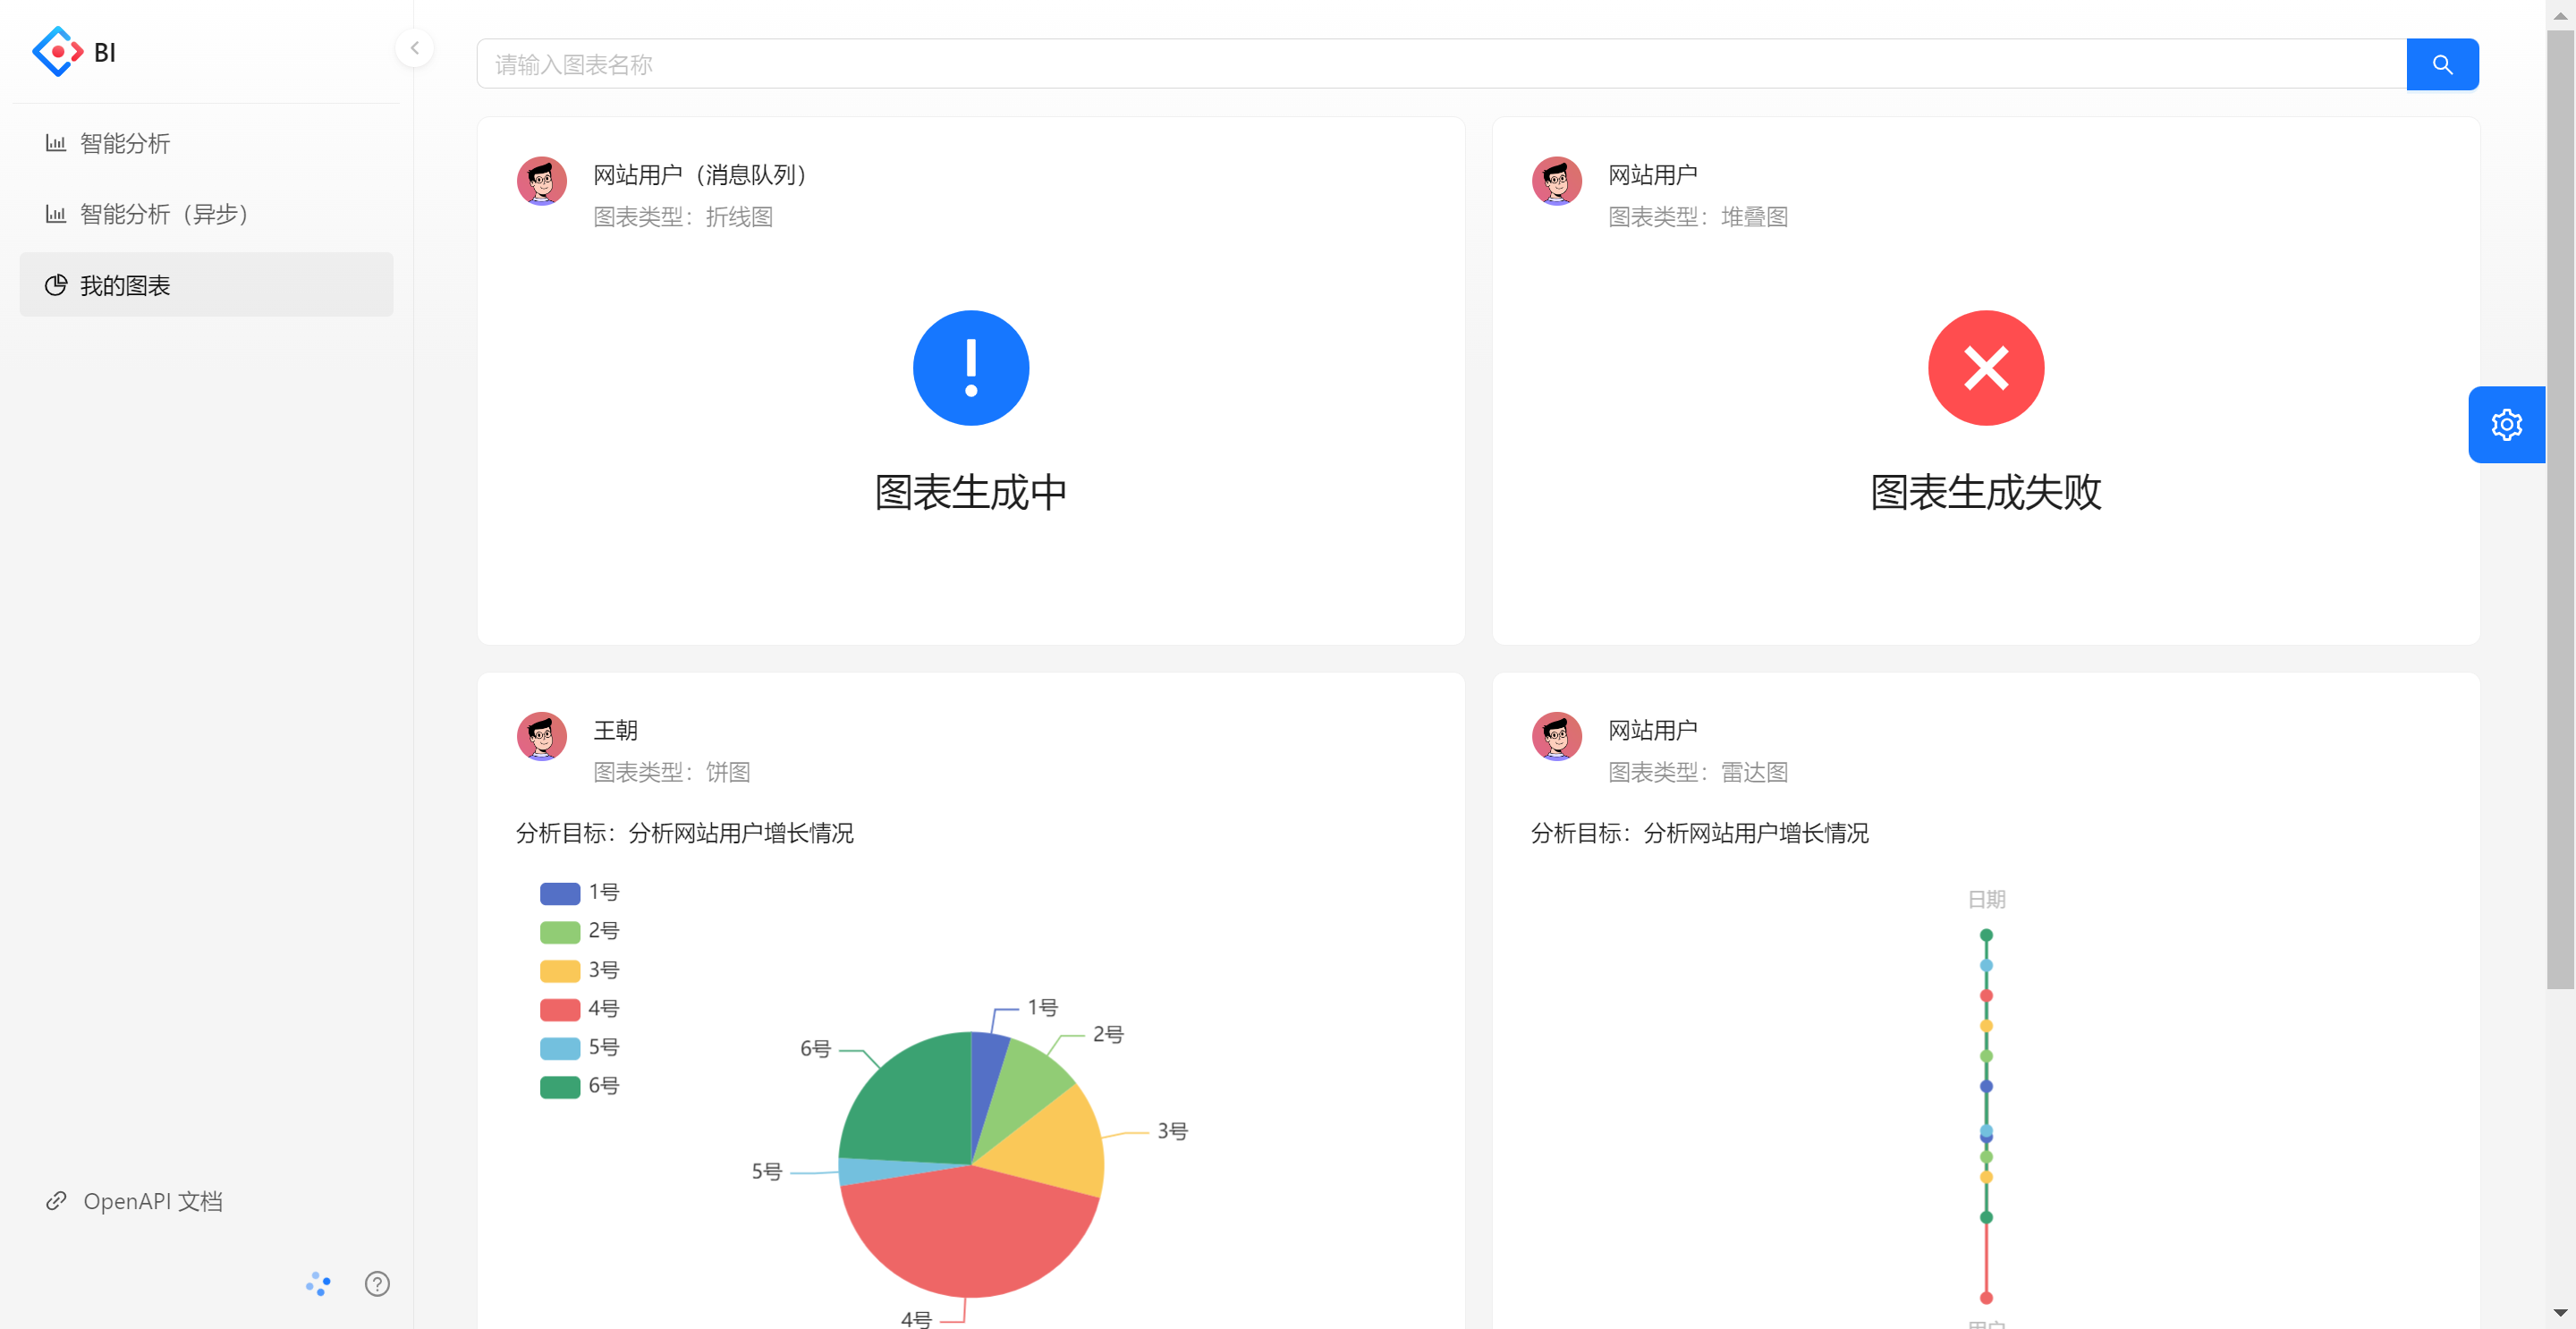 BI
智能分析
智能分析（异步）
我的图表
OpenAPI 文档
请输入图表名称
网站用户（消息队列）
图表类型：折线图
图表生成中
网站用户
图表类型：堆叠图
图表生成失败
王朝
图表类型：饼图
分析目标：分析网站用户增长情况
1号
2号
3号
4号
5号
6号
1号
2号
3号
4号
5号
6号
网站用户
图表类型：雷达图
分析目标：分析网站用户增长情况
日期